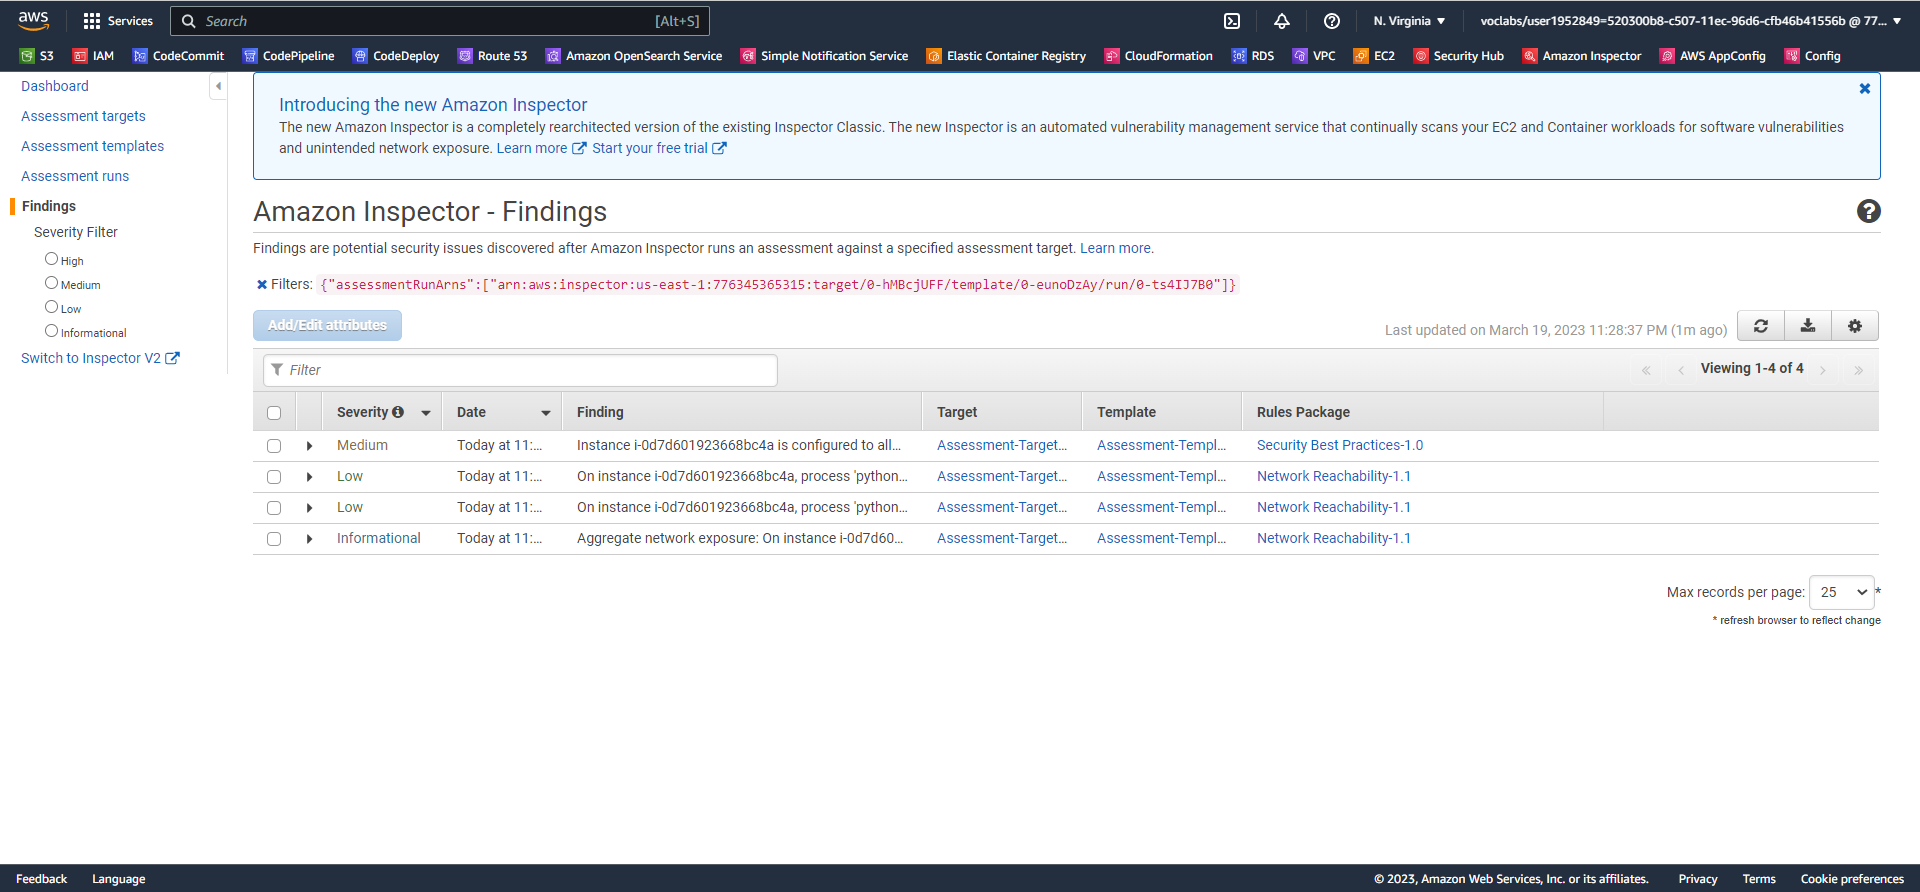 aws Services Search [Alt+S] N. Virginia voclabs/user1952849=520300b8-c507-11ec-96d6-cfb46b41556b @ 77...
S3 IAM CodeCommit CodePipeline CodeDeploy Route 53 Amazon OpenSearch Service Simple Notification Service Elastic Container Registry CloudFormation RDS VPC EC2 Security Hub Amazon Inspector AWS AppConfig Config
Dashboard
Assessment targets
Assessment templates
Assessment runs
Findings
Severity Filter
High
Medium
Low
Informational
Switch to Inspector V2
Introducing the new Amazon Inspector
The new Amazon Inspector is a completely rearchitected version of the existing Inspector Classic. The new Inspector is an automated vulnerability management service that continually scans your EC2 and Container workloads for software vulnerabilities
and unintended network exposure. Learn more Start your free trial
Amazon Inspector - Findings
Findings are potential security issues discovered after Amazon Inspector runs an assessment against a specified assessment target. Learn more.
Filters: {"assessmentRunArns":["arn:aws:inspector:us-east-1:776345365315:target/0-hMBcjUFF/template/0-eunoDzAy/run/0-ts4IJ7B0"]}
Add/Edit attributes Last updated on March 19, 2023 11:28:37 PM (1m ago)
Filter Viewing 1-4 of 4
Severity Date Finding Target Template Rules Package
Medium Today at 11:... Instance i-0d7d601923668bc4a is configured to all... Assessment-Target... Assessment-Templ... Security Best Practices-1.0
Low Today at 11:... On instance i-0d7d601923668bc4a, process 'python... Assessment-Target... Assessment-Templ... Network Reachability-1.1
Low Today at 11:... On instance i-0d7d601923668bc4a, process 'python... Assessment-Target... Assessment-Templ... Network Reachability-1.1
Informational Today at 11:... Aggregate network exposure: On instance i-0d7d60... Assessment-Target... Assessment-Templ... Network Reachability-1.1
Max records per page: 25 *
* refresh browser to reflect change
Feedback Language © 2023, Amazon Web Services, Inc. or its affiliates. Privacy Terms Cookie preferences